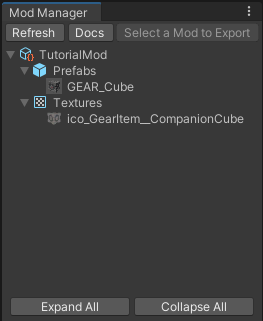 Mod Manager
Refresh Docs Select a Mod to Export
TutorialMod
Prefabs
GEAR_Cube
Textures
ico_GearItem__CompanionCube
Expand All Collapse All